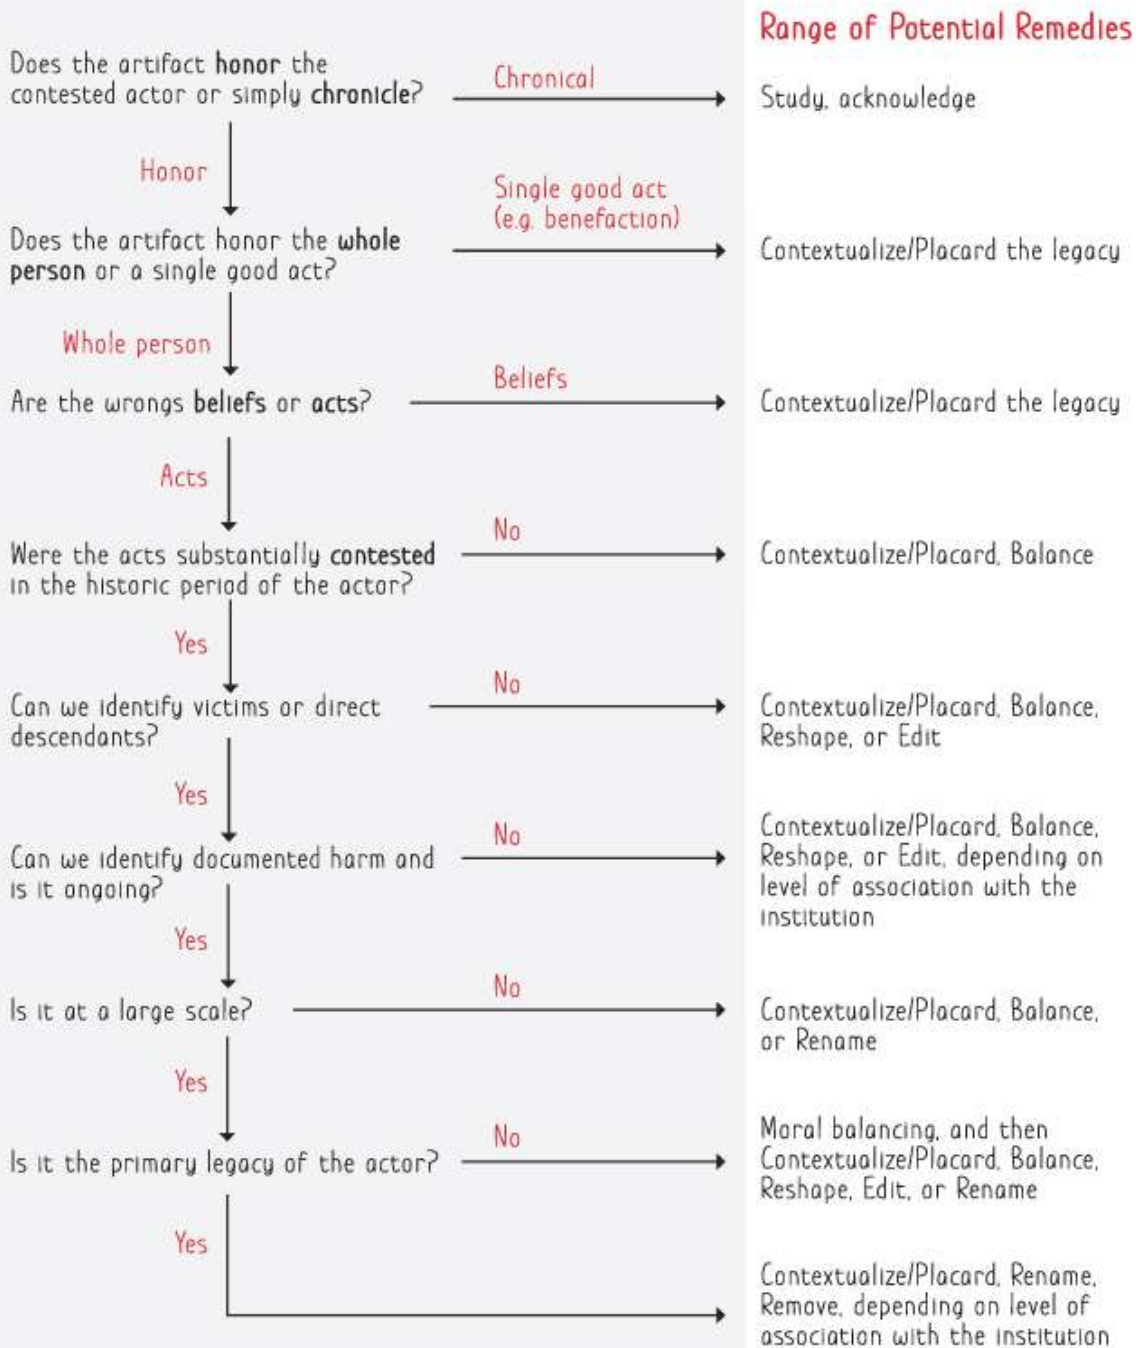 Range of Potential Remedies
Does the artifact honor the
contested actor or simply chronicle?
Chronical
Study, acknowledge
Honor
Single good act
(e.g. benefaction)
Does the artifact honor the whole
person or a single good act?
Contextualize/Placard the legacy
Whole person
Are the wrongs beliefs or acts?
Beliefs
Contextualize/Placard the legacy
Acts
Were the acts substantially contested
in the historic period of the actor?
No
Contextualize/Placard, Balance
Yes
Can we identify victims or direct
descendants?
No
Contextualize/Placard, Balance,
Reshape, or Edit
Yes
Can we identify documented harm and
is it ongoing?
No
Contextualize/Placard, Balance,
Reshape, or Edit, depending on
level of association with the
institution
Yes
Is it at a large scale?
No
Contextualize/Placard, Balance,
or Rename
Yes
Is it the primary legacy of the actor?
No
Moral balancing, and then
Contextualize/Placard, Balance,
Reshape, Edit, or Rename
Yes
Contextualize/Placard, Rename,
Remove, depending on level of
association with the institution